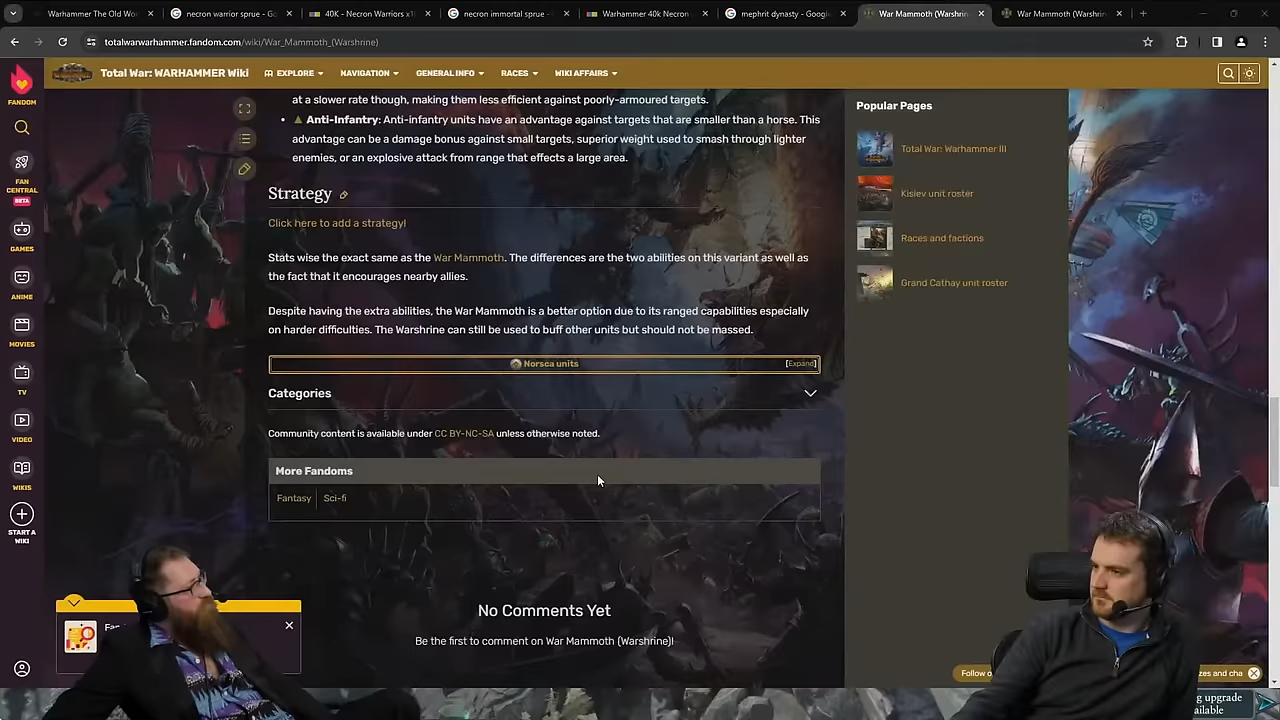 Warhammer The Old Wo
necron warrior sprue - Go
40K - Necron Warriors x1
necron immortal sprue -
Warhammer 40k Necron
mephrit dynasty - Google
War Mammoth (Warshrin
War Mammoth (Warshrin
totalwarwarhammer.fandom.com/wiki/War_Mammoth_(Warshrine)
FANDOM
Total War: WARHAMMER Wiki
EXPLORE
NAVIGATION
GENERAL INFO
RACES
WIKI AFFAIRS
FAN CENTRAL
BETA
GAMES
ANIME
MOVIES
TV
VIDEO
WIKIS
START A WIKI
at a slower rate though, making them less efficient against poorly-armoured targets.
• Anti-Infantry: Anti-infantry units have an advantage against targets that are smaller than a horse. This
advantage can be a damage bonus against small targets, superior weight used to smash through lighter
enemies, or an explosive attack from range that effects a large area.
Strategy
Click here to add a strategy!
Stats wise the exact same as the War Mammoth. The differences are the two abilities on this variant as well as
the fact that it encourages nearby allies.
Despite having the extra abilities, the War Mammoth is a better option due to its ranged capabilities especially
on harder difficulties. The Warshrine can still be used to buff other units but should not be massed.
Norsca units
[Expand]
Categories
Community content is available under CC BY-NC-SA unless otherwise noted.
More Fandoms
Fantasy
Sci-fi
No Comments Yet
Be the first to comment on War Mammoth (Warshrine)!
Popular Pages
Total War: Warhammer III
Kislev unit roster
Races and factions
Grand Cathay unit roster
Fan
Follow o
zes and cha
g upgrade
ailable